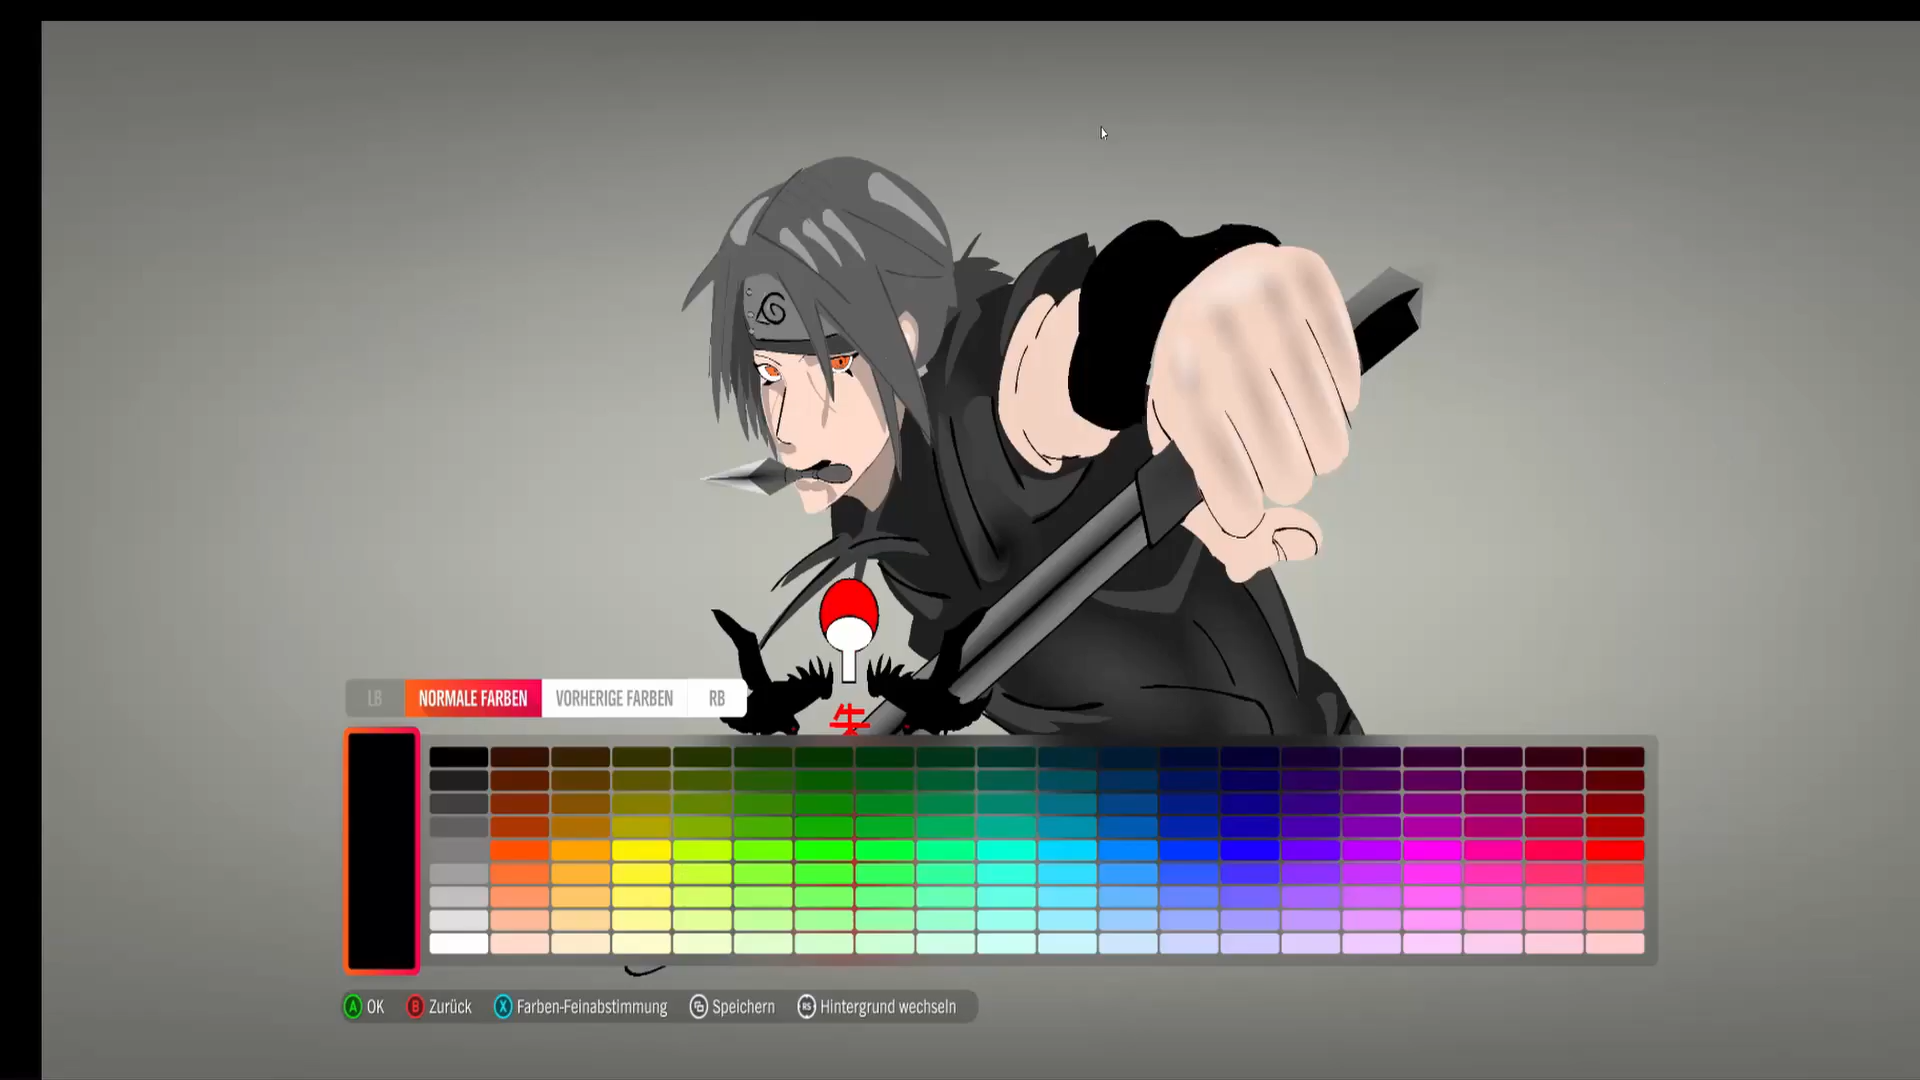 LB NORMALE FARBEN VORHERIGE FARBEN RB
A OK B Zurück X Farben-Feinabstimmung Speichern RS Hintergrund wechseln